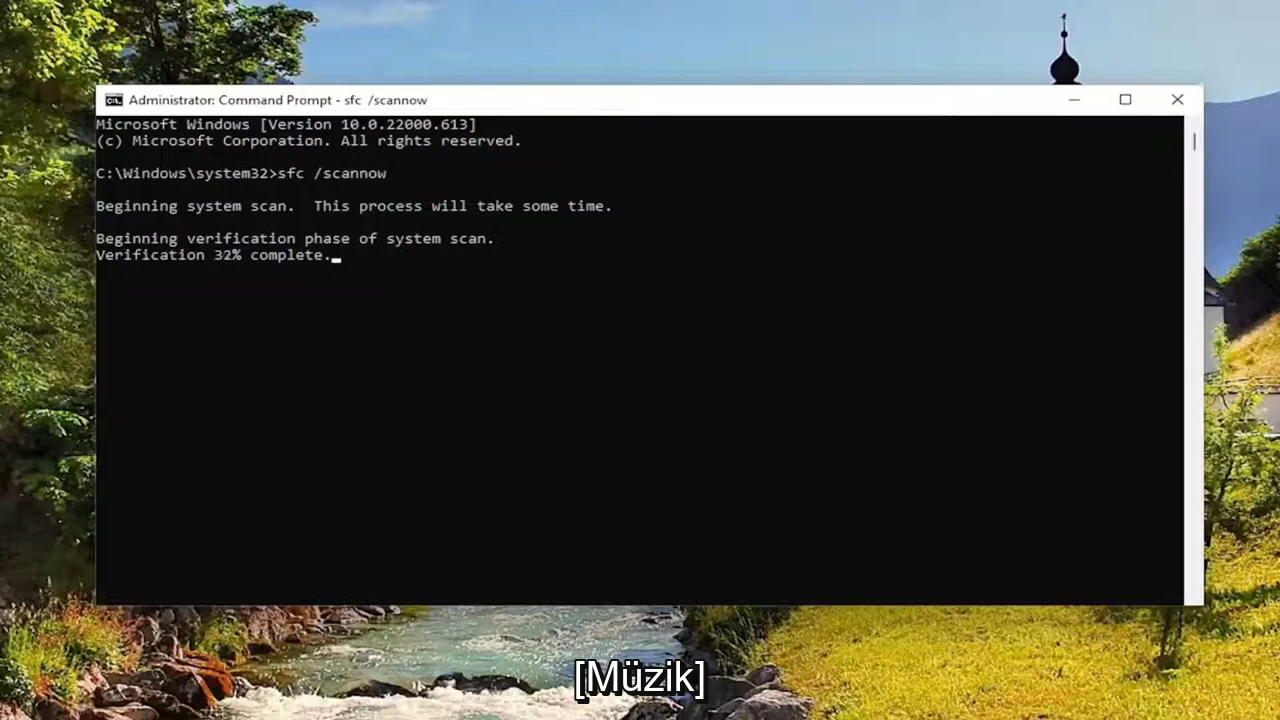 Administrator: Command Prompt - sfc /scannow
Microsoft Windows [Version 10.0.22000.613]
(c) Microsoft Corporation. All rights reserved.
C:\Windows\system32>sfc /scannow
Beginning system scan.  This process will take some time.
Beginning verification phase of system scan.
Verification 32% complete.
[Müzik]